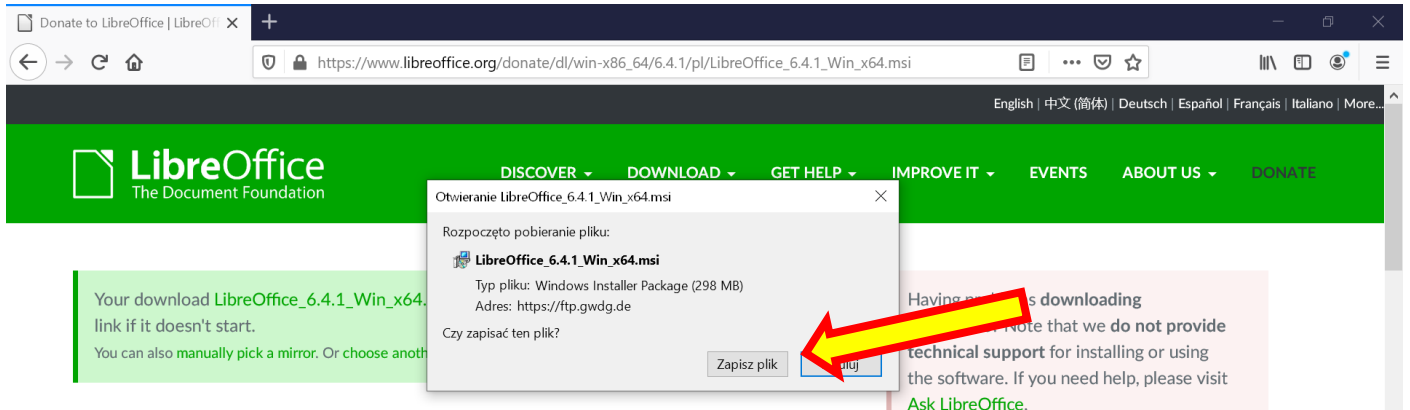 Donate to LibreOffice | LibreOff
https://www.libreoffice.org/donate/dl/win-x86_64/6.4.1/pl/LibreOffice_6.4.1_Win_x64.msi
English | 中文 (简体) | Deutsch | Español | Français | Italiano | More...
LibreOffice
The Document Foundation
DISCOVER DOWNLOAD GET HELP IMPROVE IT EVENTS ABOUT US DONATE
Otwieranie LibreOffice_6.4.1_Win_x64.msi
Rozpoczęto pobieranie pliku:
LibreOffice_6.4.1_Win_x64.msi
Typ pliku: Windows Installer Package (298 MB)
Adres: https://ftp.gwdg.de
Czy zapisać ten plik?
Zapisz plik
Your download LibreOffice_6.4.1_Win_x64.
link if it doesn't start.
You can also manually pick a mirror. Or choose anoth
Having downloading
Note that we do not provide
technical support for installing or using
the software. If you need help, please visit
Ask LibreOffice.